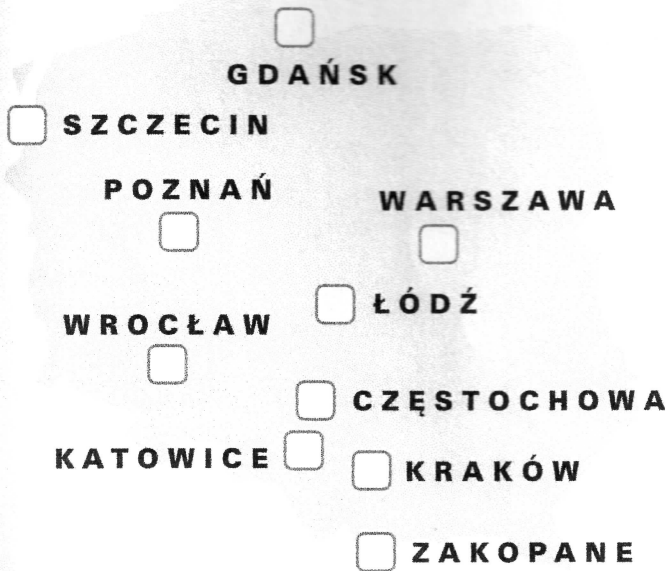 GDAŃSK
SZCZECIN
POZNAŃ
WARSZAWA
ŁÓDŹ
WROCŁAW
CZĘSTOCHOWA
KATOWICE
KRAKÓW
ZAKOPANE